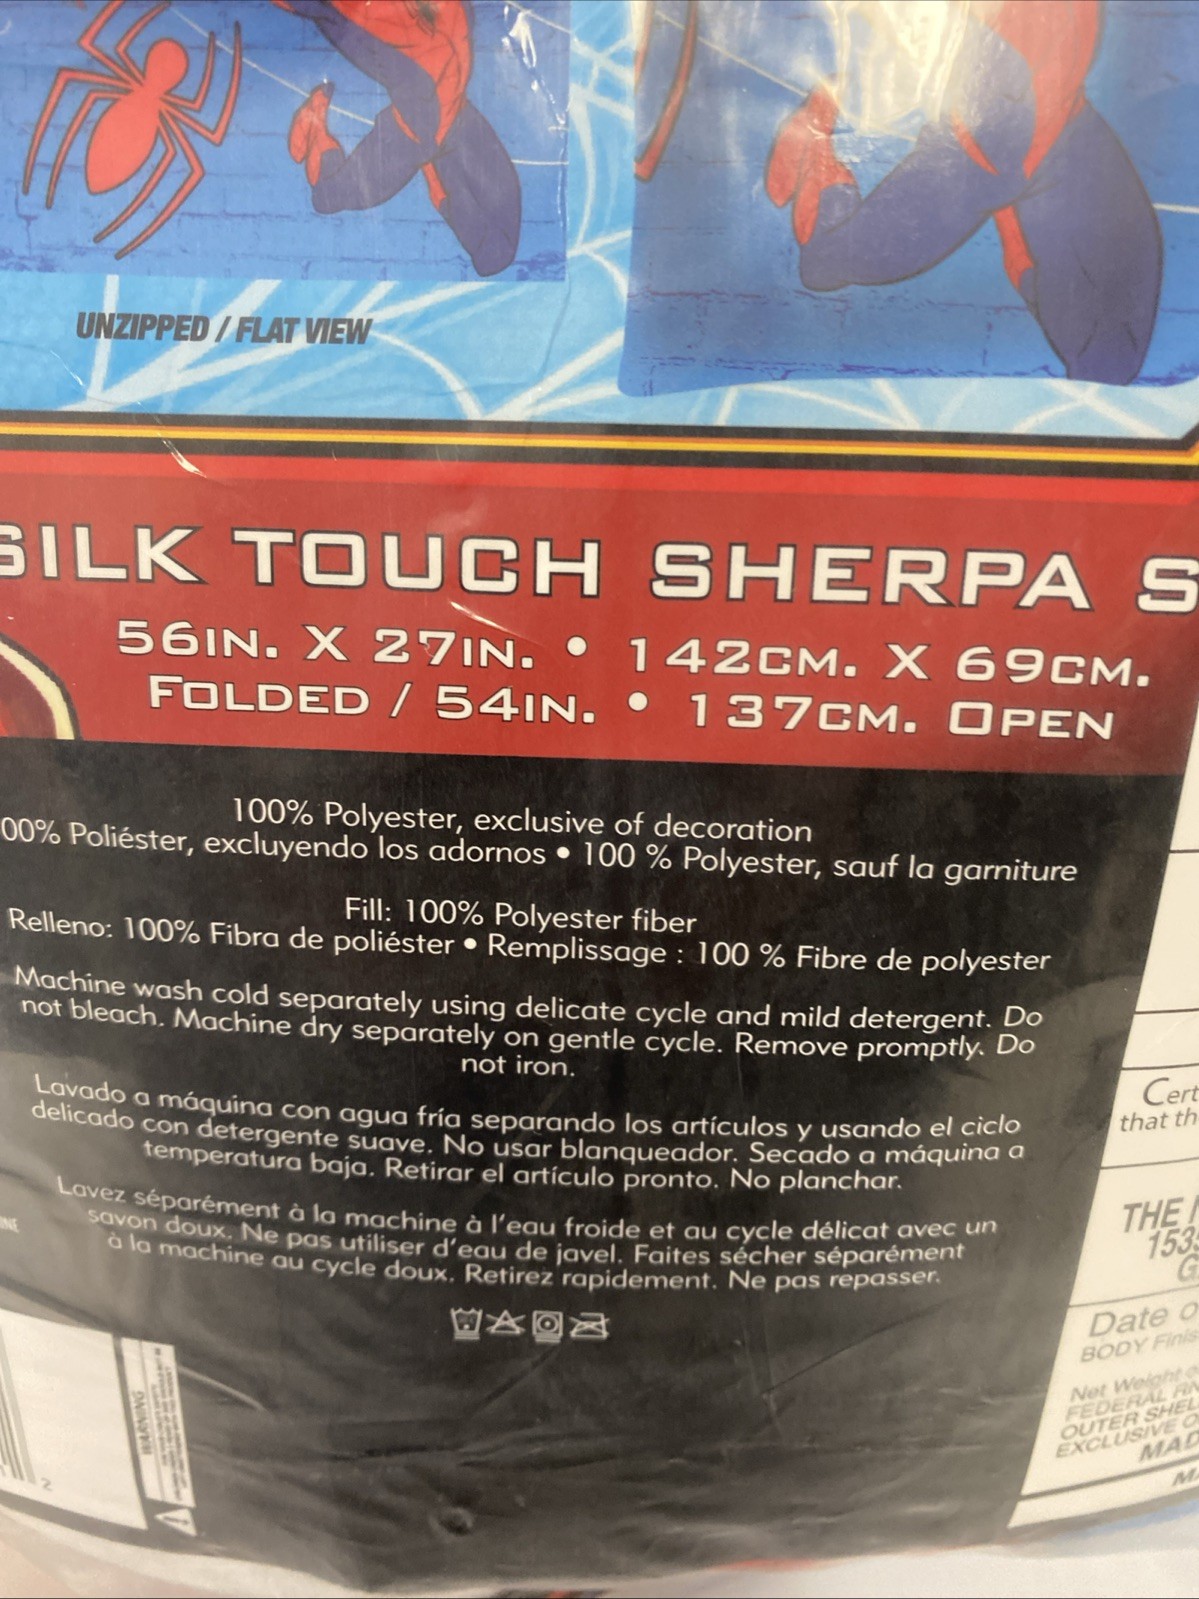 UNZIPPED / FLAT VIEW
SILK TOUCH SHERPA S
56IN. X 27IN. • 142CM. X 69CM.
FOLDED / 54IN. • 137CM. OPEN
100% Polyester, exclusive of decoration
00% Poliéster, excluyendo los adornos • 100 % Polyester, sauf la garniture
Fill: 100% Polyester fiber
Relleno: 100% Fibra de poliéster • Remplissage : 100 % Fibre de polyester
Machine wash cold separately using delicate cycle and mild detergent. Do
not bleach. Machine dry separately on gentle cycle. Remove promptly. Do
not iron.
Lavado a máquina con agua fría separando los artículos y usando el ciclo
delicado con detergente suave. No usar blanqueador. Secado a máquina a
temperatura baja. Retirar el artículo pronto. No planchar.
Lavez séparément à la machine à l'eau froide et au cycle délicat avec un
savon doux. Ne pas utiliser d'eau de javel. Faites sécher séparément
à la machine au cycle doux. Retirez rapidement. Ne pas repasser.
WARNING
2
Cert
that th
THE
153
G
Date o
BODY Finis
Net Weight
FEDERAL
OUTER SHEL
EXCLUSIVE O
MAD